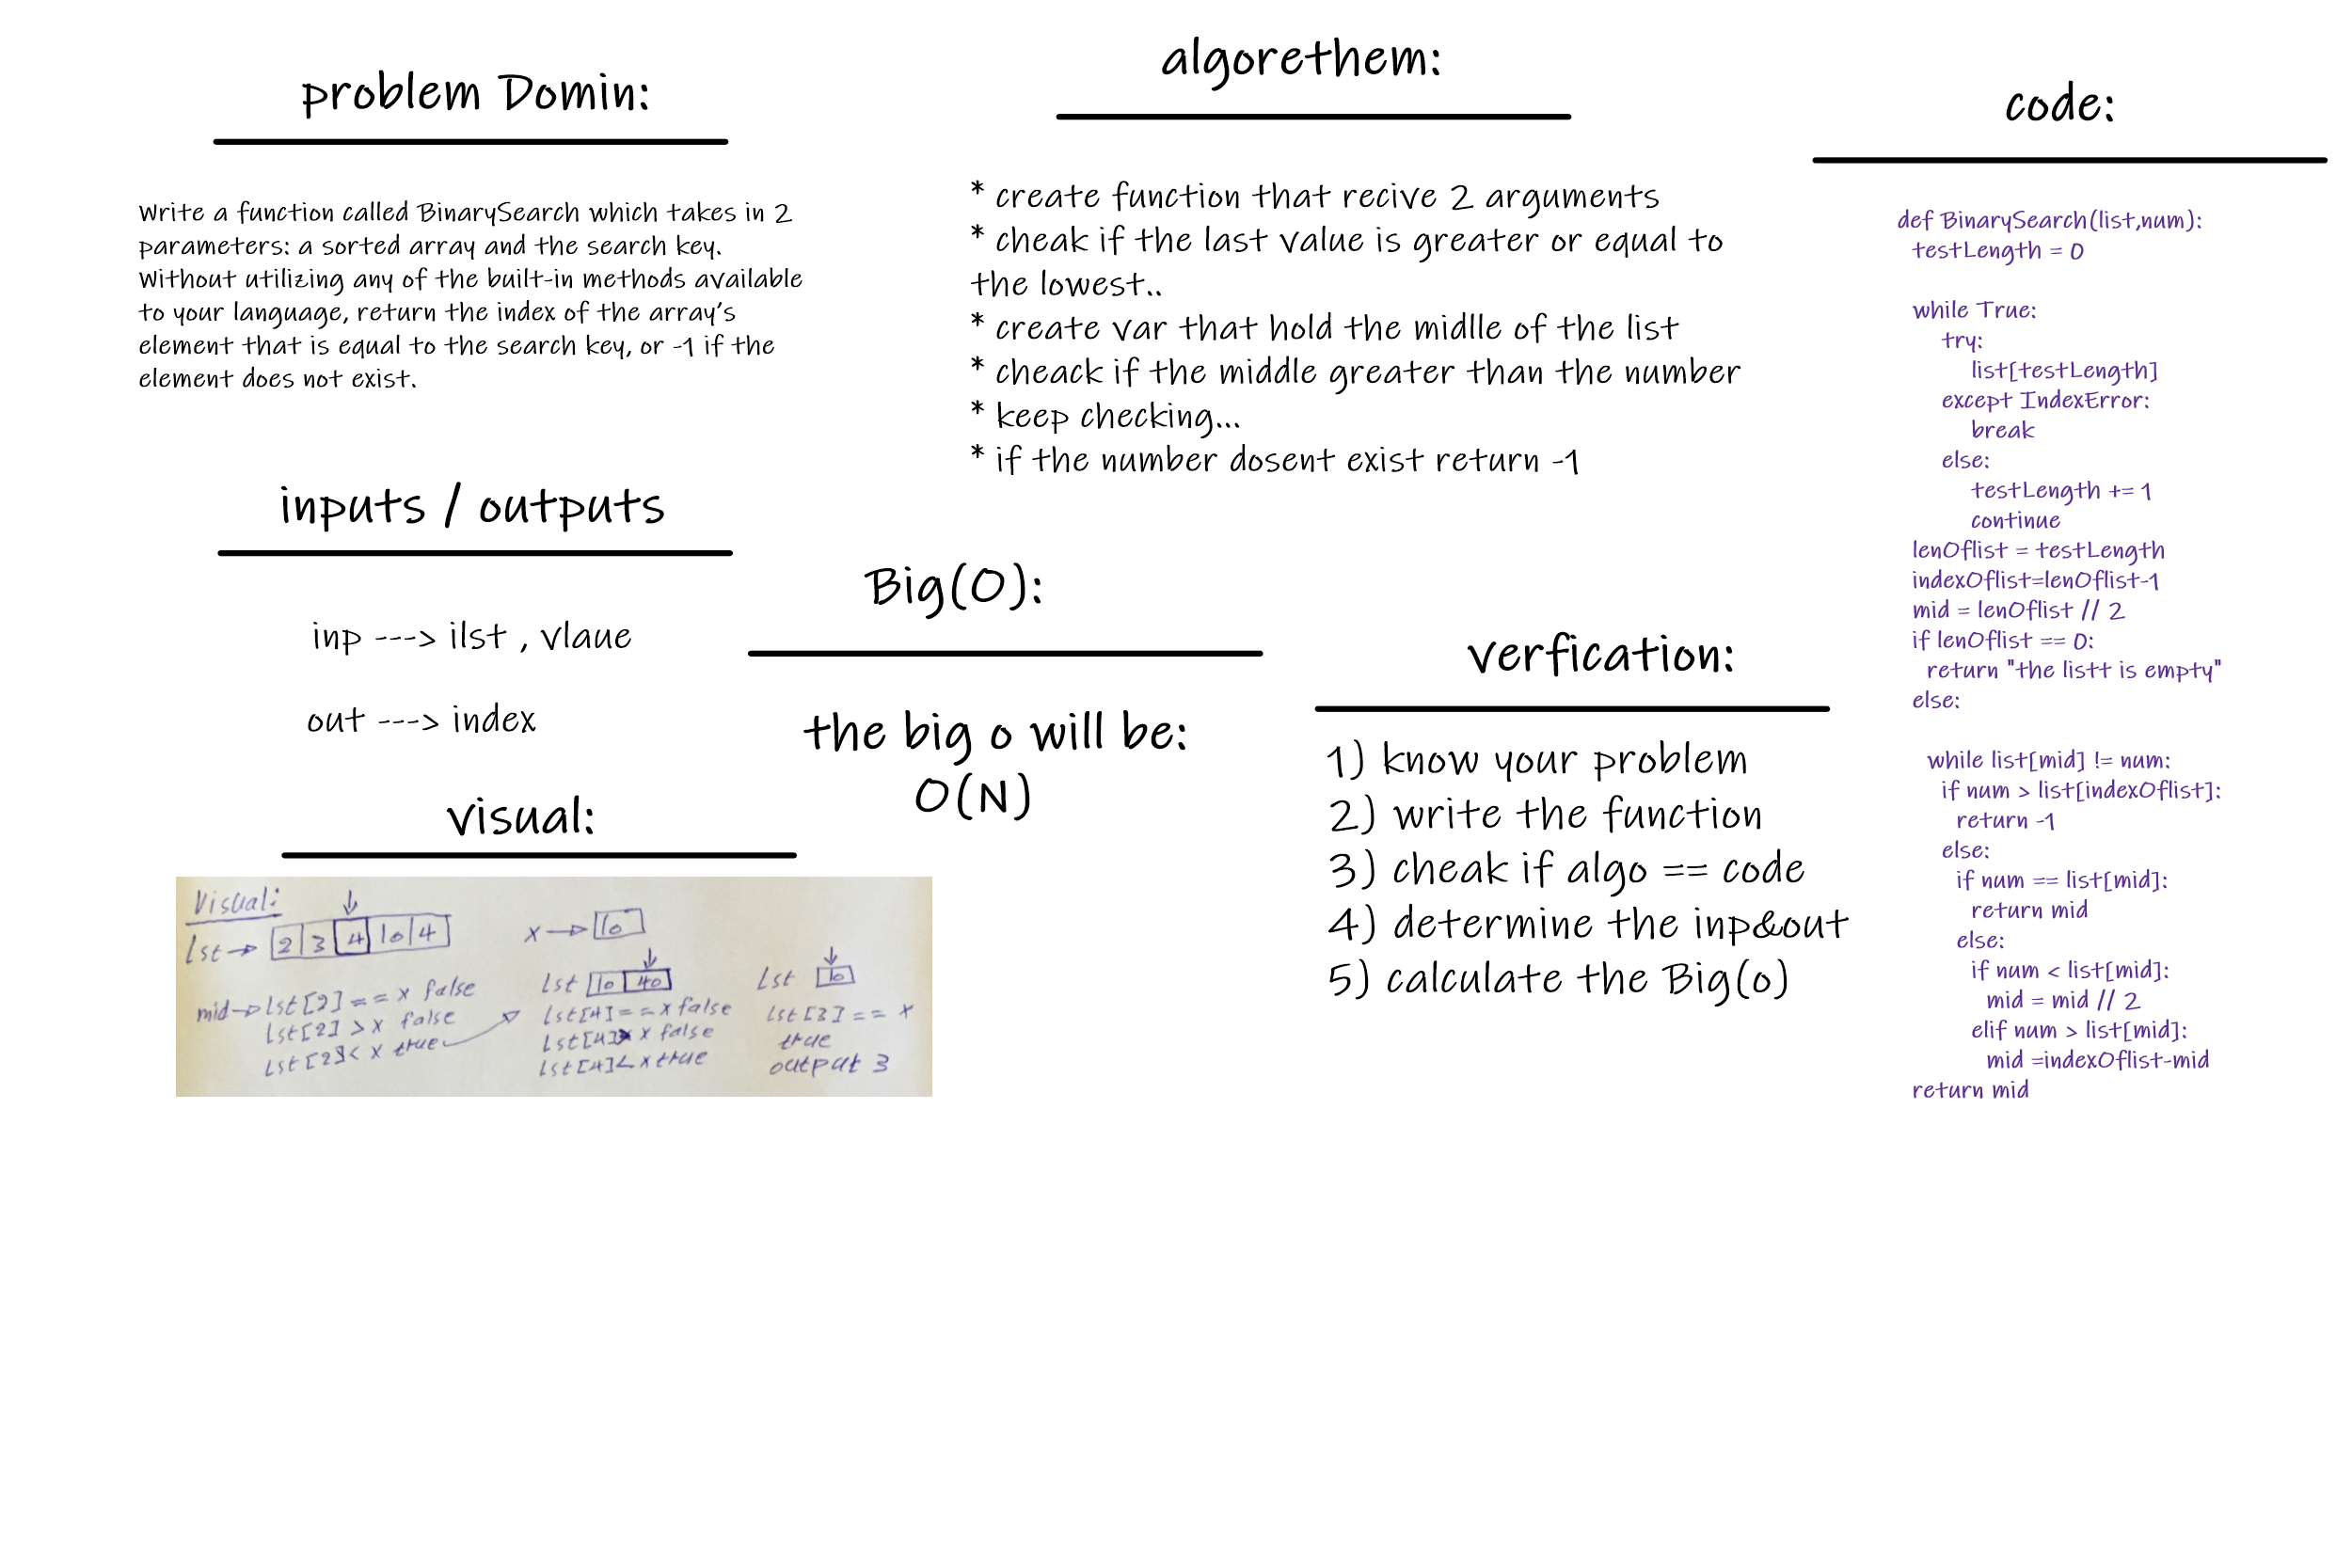 problem Domin:
Write a function called BinarySearch which takes in 2
parameters: a sorted array and the search key.
Without utilizing any of the built-in methods available
to your language, return the index of the array's
element that is equal to the search key, or -1 if the
element does not exist.
inputs / outputs
inp ---> ilst , vlaue
out ---> index
visual:
Visual:
lst → 2 3 4 10 4
x → 10
mid → lst[2] == x false
lst[2] > x false
lst[2] < x true
lst 10 40
lst[4] == x false
lst[4] x false
lst[4] < x true
lst 10
lst[3] == x
true
output 3
algorethem:
* create function that recive 2 arguments
* cheak if the last value is greater or equal to
the lowest..
* create var that hold the midlle of the list
* cheack if the middle greater than the number
* keep checking...
* if the number dosent exist return -1
Big(O):
the big o will be:
O(N)
verfication:
1) know your problem
2) write the function
3) cheak if algo == code
4) determine the inp&out
5) calculate the Big(o)
code:
def BinarySearch(list,num):
testLength = 0
while True:
try:
list[testLength]
except IndexError:
break
else:
testLength += 1
continue
lenOflist = testLength
indexOflist=lenOflist-1
mid = lenOflist // 2
if lenOflist == 0:
return "the listt is empty"
else:
while list[mid] != num:
if num > list[indexOflist]:
return -1
else:
if num == list[mid]:
return mid
else:
if num < list[mid]:
mid = mid // 2
elif num > list[mid]:
mid =indexOflist-mid
return mid